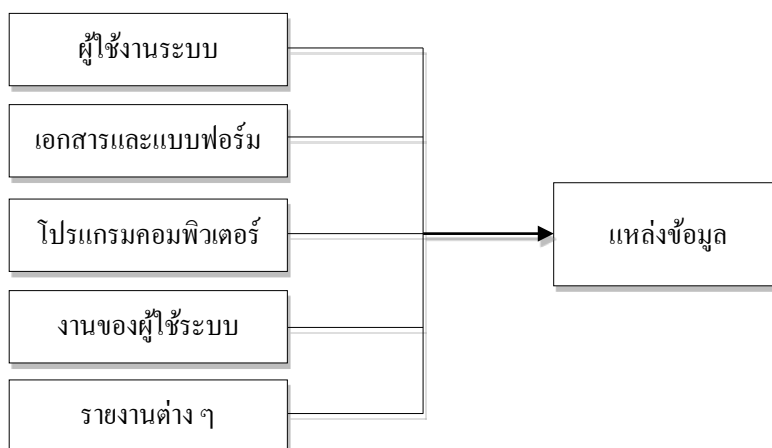 ผู้ใช้งานระบบ
เอกสารและแบบฟอร์ม
โปรแกรมคอมพิวเตอร์
งานของผู้ใช้ระบบ
รายงานต่าง ๆ
แหล่งข้อมูล